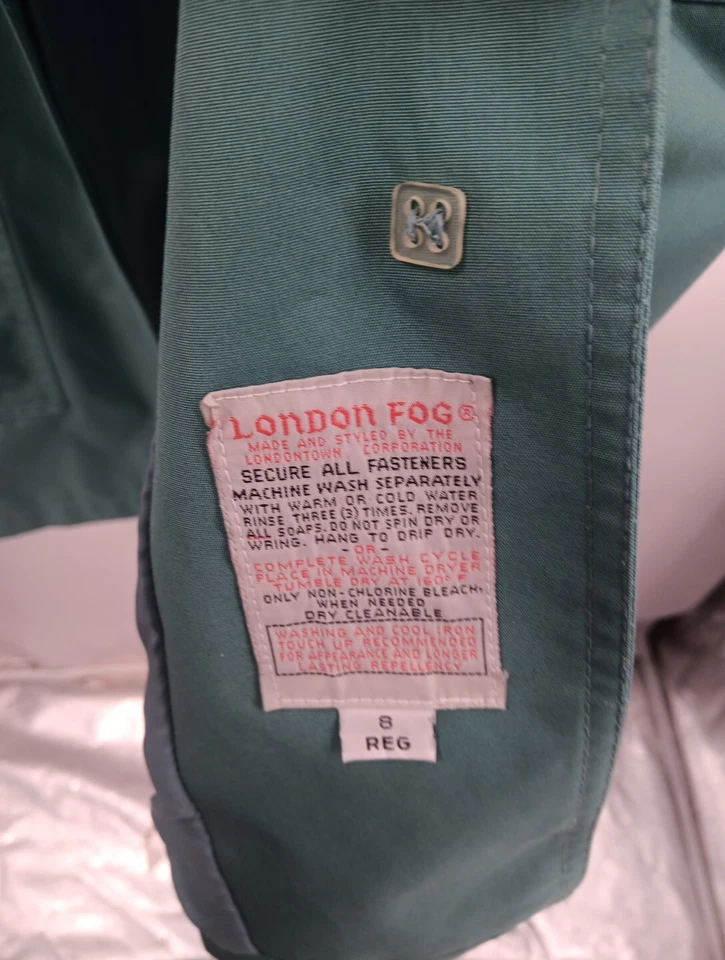 LONDON FOG®
MADE AND STYLED BY THE
LONDONTOWN CORPORATION
SECURE ALL FASTENERS
MACHINE WASH SEPARATELY
WITH WARM OR COLD WATER
RINSE THREE (3) TIMES. REMOVE
ALL SOAPS. DO NOT SPIN DRY OR
WRING. HANG TO DRIP DRY.
-OR-
COMPLETE WASH CYCLE
PLACE IN MACHINE DRYER
TUMBLE DRY AT 160° F
ONLY NON-CHLORINE BLEACH,
WHEN NEEDED
DRY CLEANABLE
WASHING AND COOL IRON
TOUCH UP RECOMMENDED
FOR APPEARANCE AND LONGER
LASTING REPELLENCY
8
REG